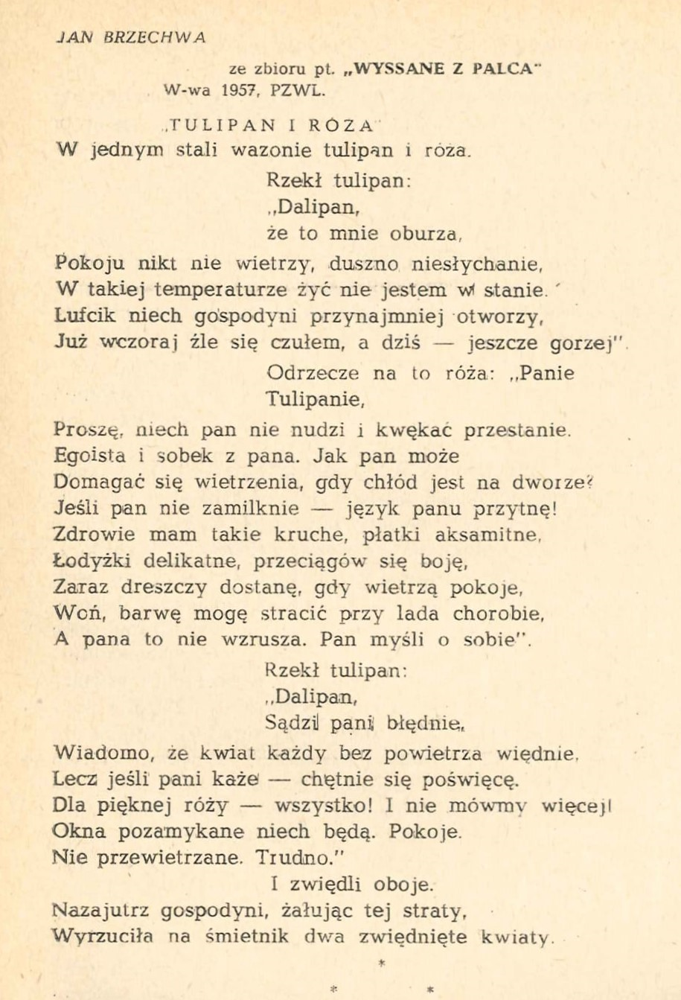 JAN BRZECHWA
ze zbioru pt. „WYSSANE Z PALCA"
W-wa 1957, PZWL.
„TULIPAN I RÓŻA"
W jednym stali wazonie tulipan i róża.
Rzekł tulipan:
„Dalipan,
że to mnie oburza,
Pokoju nikt nie wietrzy, duszno niesłychanie,
W takiej temperaturze żyć nie jestem w stanie.
Lufcik niech gospodyni przynajmniej otworzy,
Już wczoraj źle się czułem, a dziś — jeszcze gorzej".
Odrzecze na to róża: „Panie
Tulipanie,
Proszę, niech pan nie nudzi i kwękać przestanie.
Egoista i sobek z pana. Jak pan może
Domagać się wietrzenia, gdy chłód jest na dworze?
Jeśli pan nie zamilknie — język panu przytnę!
Zdrowie mam takie kruche, płatki aksamitne,
Łodyżki delikatne, przeciągów się boję,
Zaraz dreszczy dostanę, gdy wietrzą pokoje,
Woń, barwę mogę stracić przy lada chorobie,
A pana to nie wzrusza. Pan myśli o sobie".
Rzekł tulipan:
„Dalipan,
Sądzi pani błędnie,
Wiadomo, że kwiat każdy bez powietrza więdnie,
Lecz jeśli pani każe — chętnie się poświęcę.
Dla pięknej róży — wszystko! I nie mówmy więcej!
Okna pozamykane niech będą. Pokoje.
Nie przewietrzane. Trudno."
I zwiędli oboje.
Nazajutrz gospodyni, żałując tej straty,
Wyrzuciła na śmietnik dwa zwiędnięte kwiaty.
*
* *